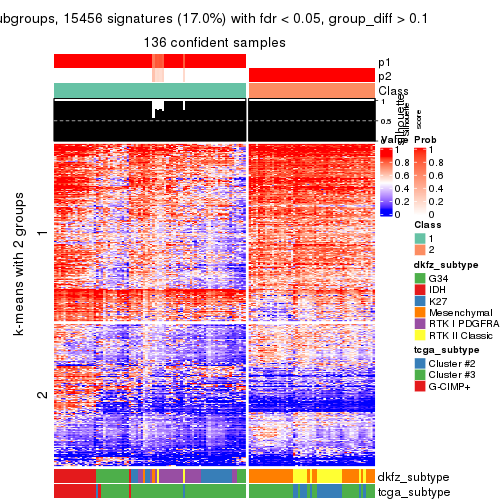 ubgroups, 15456 signatures (17.0%) with fdr < 0.05, group_diff > 0.1
136 confident samples
p1
p2
Class
1
0.5
silhouette
score
k-means with 2 groups
1
2
Value
1
0.8
0.6
0.4
0.2
0
Prob
1
0.8
0.6
0.4
0.2
0
Class
1
2
dkfz_subtype
G34
IDH
K27
Mesenchymal
RTK I PDGFRA
RTK II Classic
tcga_subtype
Cluster #2
Cluster #3
G-CIMP+
dkfz_subtype
tcga_subtype